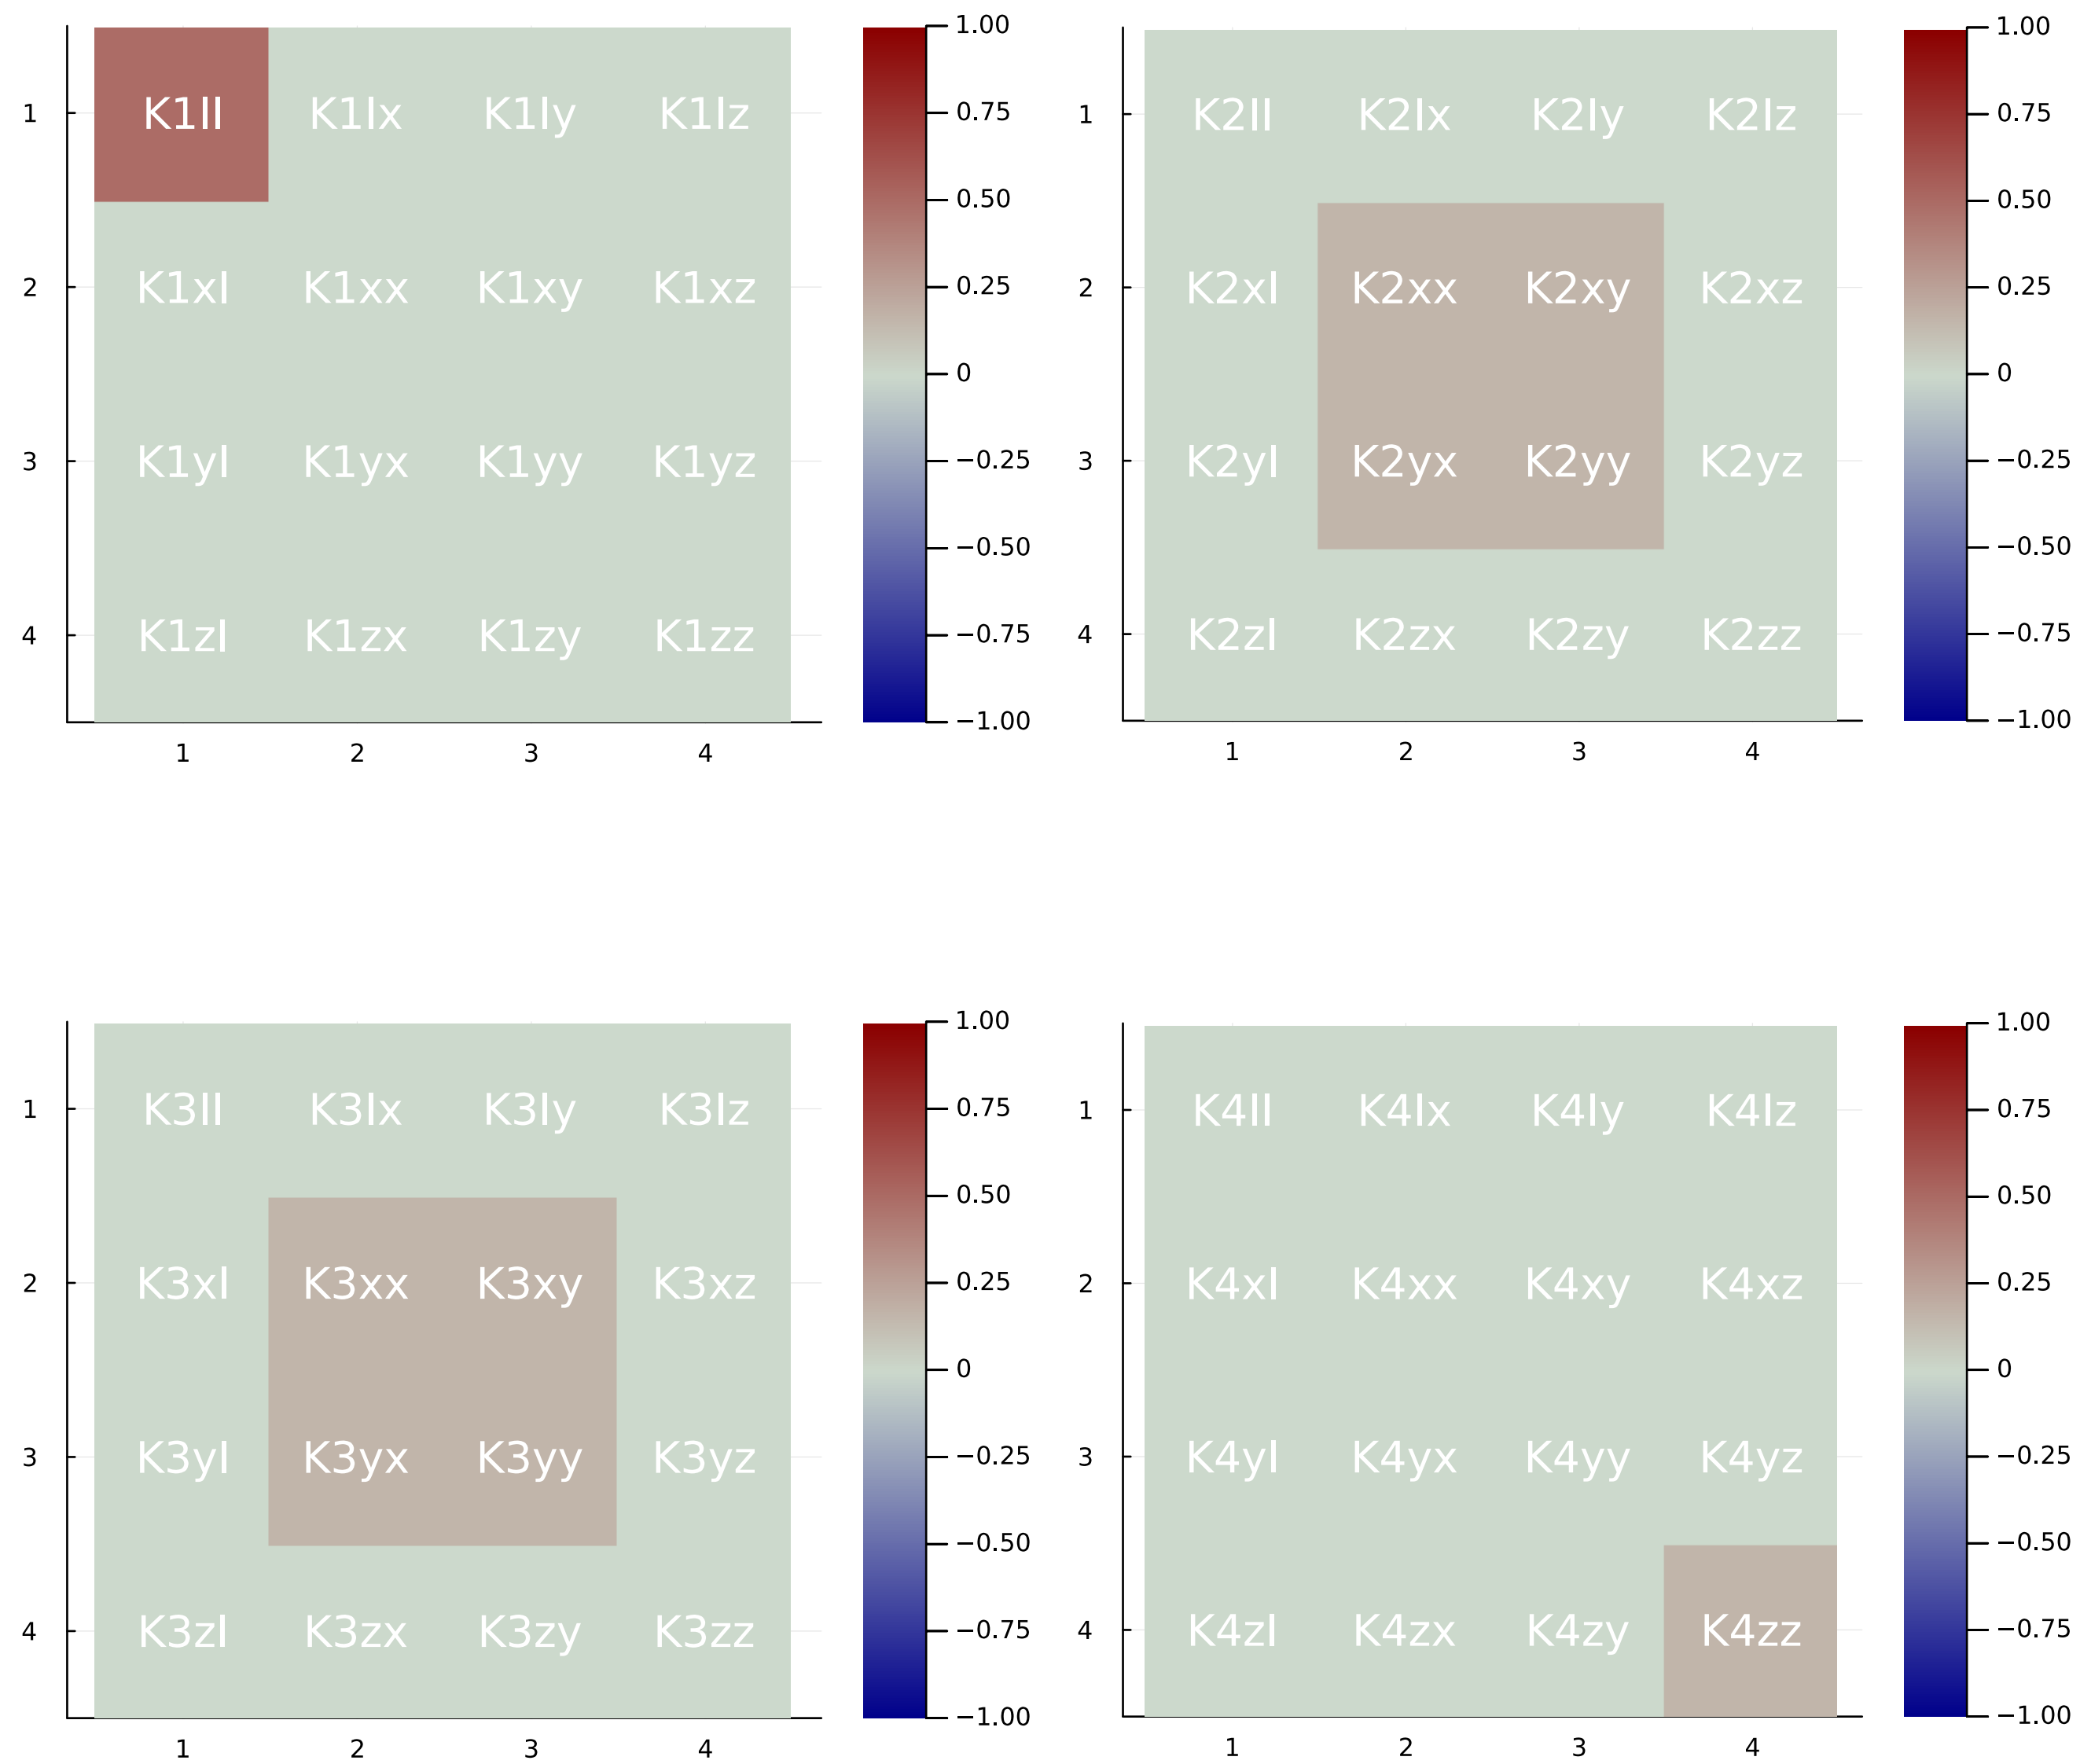 1.00
1 K1II K1Ix K1Iy K1Iz 0.75
0.50
2 K1xI K1xx K1xy K1xz 0.25
0
3 K1yI K1yx K1yy K1yz −0.25
−0.50
4 K1zI K1zx K1zy K1zz −0.75
−1.00
1 2 3 4
1.00
1 K2II K2Ix K2Iy K2Iz 0.75
0.50
2 K2xI K2xx K2xy K2xz 0.25
0
3 K2yI K2yx K2yy K2yz −0.25
−0.50
4 K2zI K2zx K2zy K2zz −0.75
−1.00
1 2 3 4
1.00
1 K3II K3Ix K3Iy K3Iz 0.75
0.50
2 K3xI K3xx K3xy K3xz 0.25
0
3 K3yI K3yx K3yy K3yz −0.25
−0.50
4 K3zI K3zx K3zy K3zz −0.75
−1.00
1 2 3 4
1.00
1 K4II K4Ix K4Iy K4Iz 0.75
0.50
2 K4xI K4xx K4xy K4xz 0.25
0
3 K4yI K4yx K4yy K4yz −0.25
−0.50
4 K4zI K4zx K4zy K4zz −0.75
−1.00
1 2 3 4